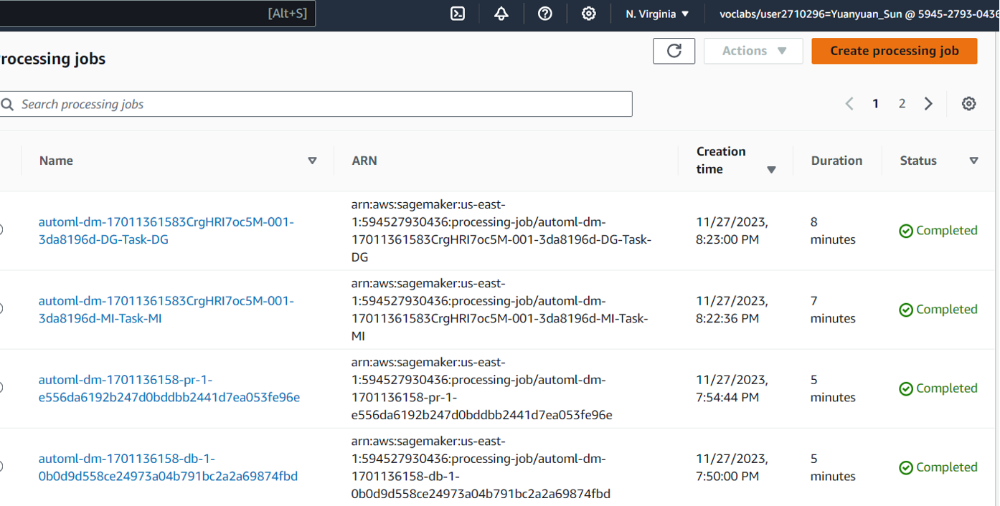 [Alt+S]
N. Virginia
voclabs/user2710296=Yuanyuan_Sun @ 5945-2793-0436
rocessing jobs
Actions
Create processing job
Search processing jobs
1
2
Name
ARN
Creation
time
Duration
Status
automl-dm-17011361583CrgHRI7oc5M-001-
3da8196d-DG-Task-DG
arn:aws:sagemaker:us-east-
1:594527930436:processing-job/automl-dm-
17011361583CrgHRI7oc5M-001-3da8196d-DG-Task-
DG
11/27/2023,
8:23:00 PM
8
minutes
Completed
automl-dm-17011361583CrgHRI7oc5M-001-
3da8196d-MI-Task-MI
arn:aws:sagemaker:us-east-
1:594527930436:processing-job/automl-dm-
17011361583CrgHRI7oc5M-001-3da8196d-MI-Task-
MI
11/27/2023,
8:22:36 PM
7
minutes
Completed
automl-dm-1701136158-pr-1-
e556da6192b247d0bddbb2441d7ea053fe96e
arn:aws:sagemaker:us-east-
1:594527930436:processing-job/automl-dm-
1701136158-pr-1-
e556da6192b247d0bddbb2441d7ea053fe96e
11/27/2023,
7:54:44 PM
5
minutes
Completed
automl-dm-1701136158-db-1-
0b0d9d558ce24973a04b791bc2a2a69874fbd
arn:aws:sagemaker:us-east-
1:594527930436:processing-job/automl-dm-
1701136158-db-1-
0b0d9d558ce24973a04b791bc2a2a69874fbd
11/27/2023,
7:50:00 PM
5
minutes
Completed